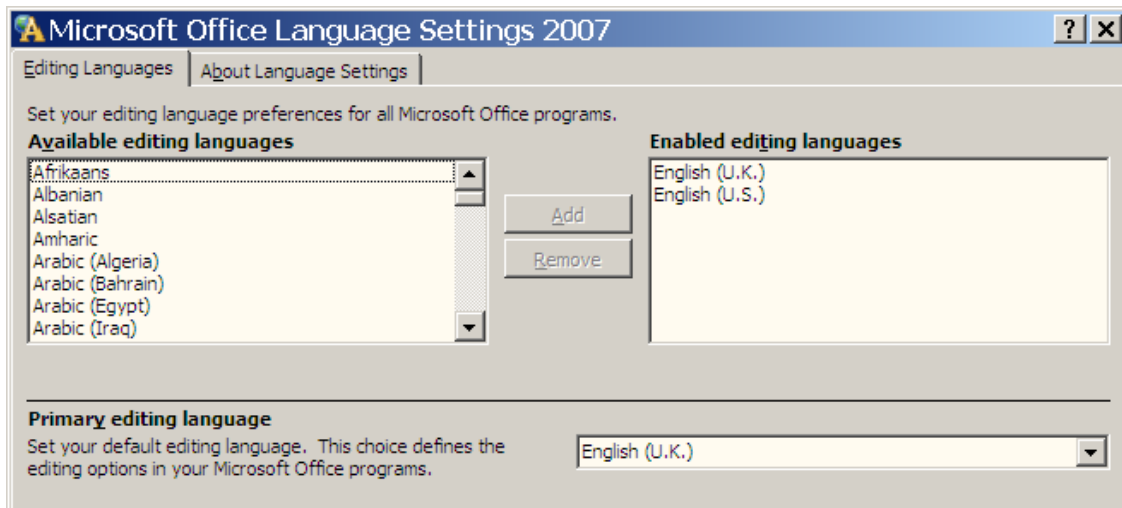 Microsoft Office Language Settings 2007
Editing Languages
About Language Settings
Set your editing language preferences for all Microsoft Office programs.
Available editing languages
Afrikaans
Albanian
Alsatian
Amharic
Arabic (Algeria)
Arabic (Bahrain)
Arabic (Egypt)
Arabic (Iraq)
Add
Remove
Enabled editing languages
English (U.K.)
English (U.S.)
Primary editing language
Set your default editing language. This choice defines the
editing options in your Microsoft Office programs.
English (U.K.)